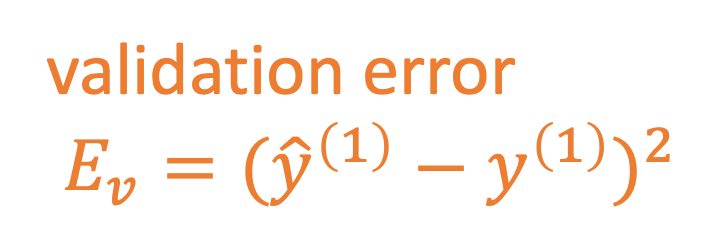 validation error
E_v = (ŷ^(1) − y^(1))^2